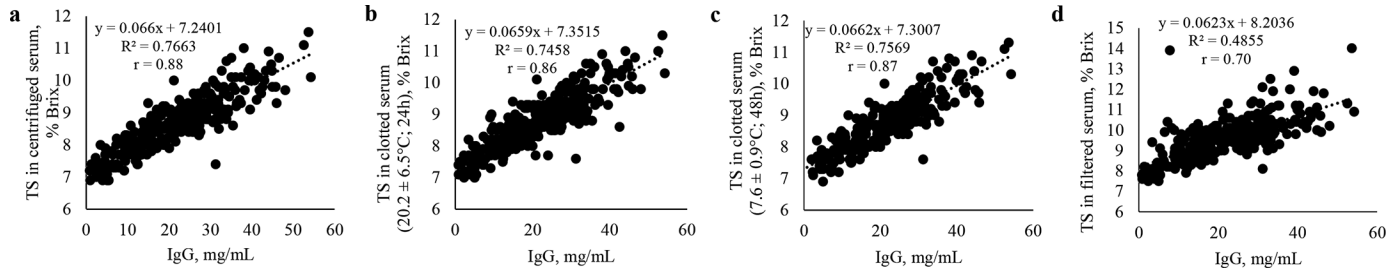 a
y = 0.066x + 7.2401
R² = 0.7663
r = 0.88
TS in centrifuged serum,
% Brix,
12
11
10
9
8
7
6
0
10
20
30
40
50
60
IgG, mg/mL
b
y = 0.0659x + 7.3515
R² = 0.7458
r = 0.86
TS in clotted serum
(20.2 ± 6.5°C; 24h), % Brix
12
11
10
9
8
7
6
0
20
40
60
IgG, mg/mL
c
y = 0.0662x + 7.3007
R² = 0.7569
r = 0.87
TS in clotted serum
(7.6 ± 0.9°C; 48h), % Brix
12
11
10
9
8
7
6
0
20
40
60
IgG, mg/mL
d
y = 0.0623x + 8.2036
R² = 0.4855
r = 0.70
TS in filtered serum, % Brix
15
14
13
12
11
10
9
8
7
6
0
20
40
60
IgG, mg/mL